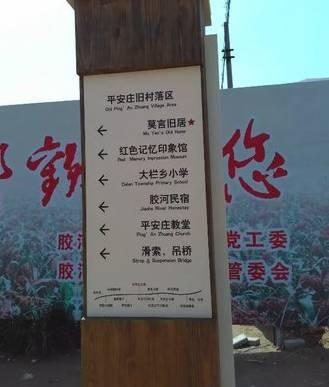 平安庄旧村落区
Old Ping' An Zhuang Village Area
莫言旧居★
Mo Yan's Old Home
红色记忆印象馆
Red Memory Impression Museum
大栏乡小学
Dalan Township Primary School
胶河民宿
Jiaohe River Homestay
平安庄教堂
Ping' An Zhuang Church
滑索、吊桥
Strop & Suspension Bridge
您
胶河
党工委
胶河
管委会